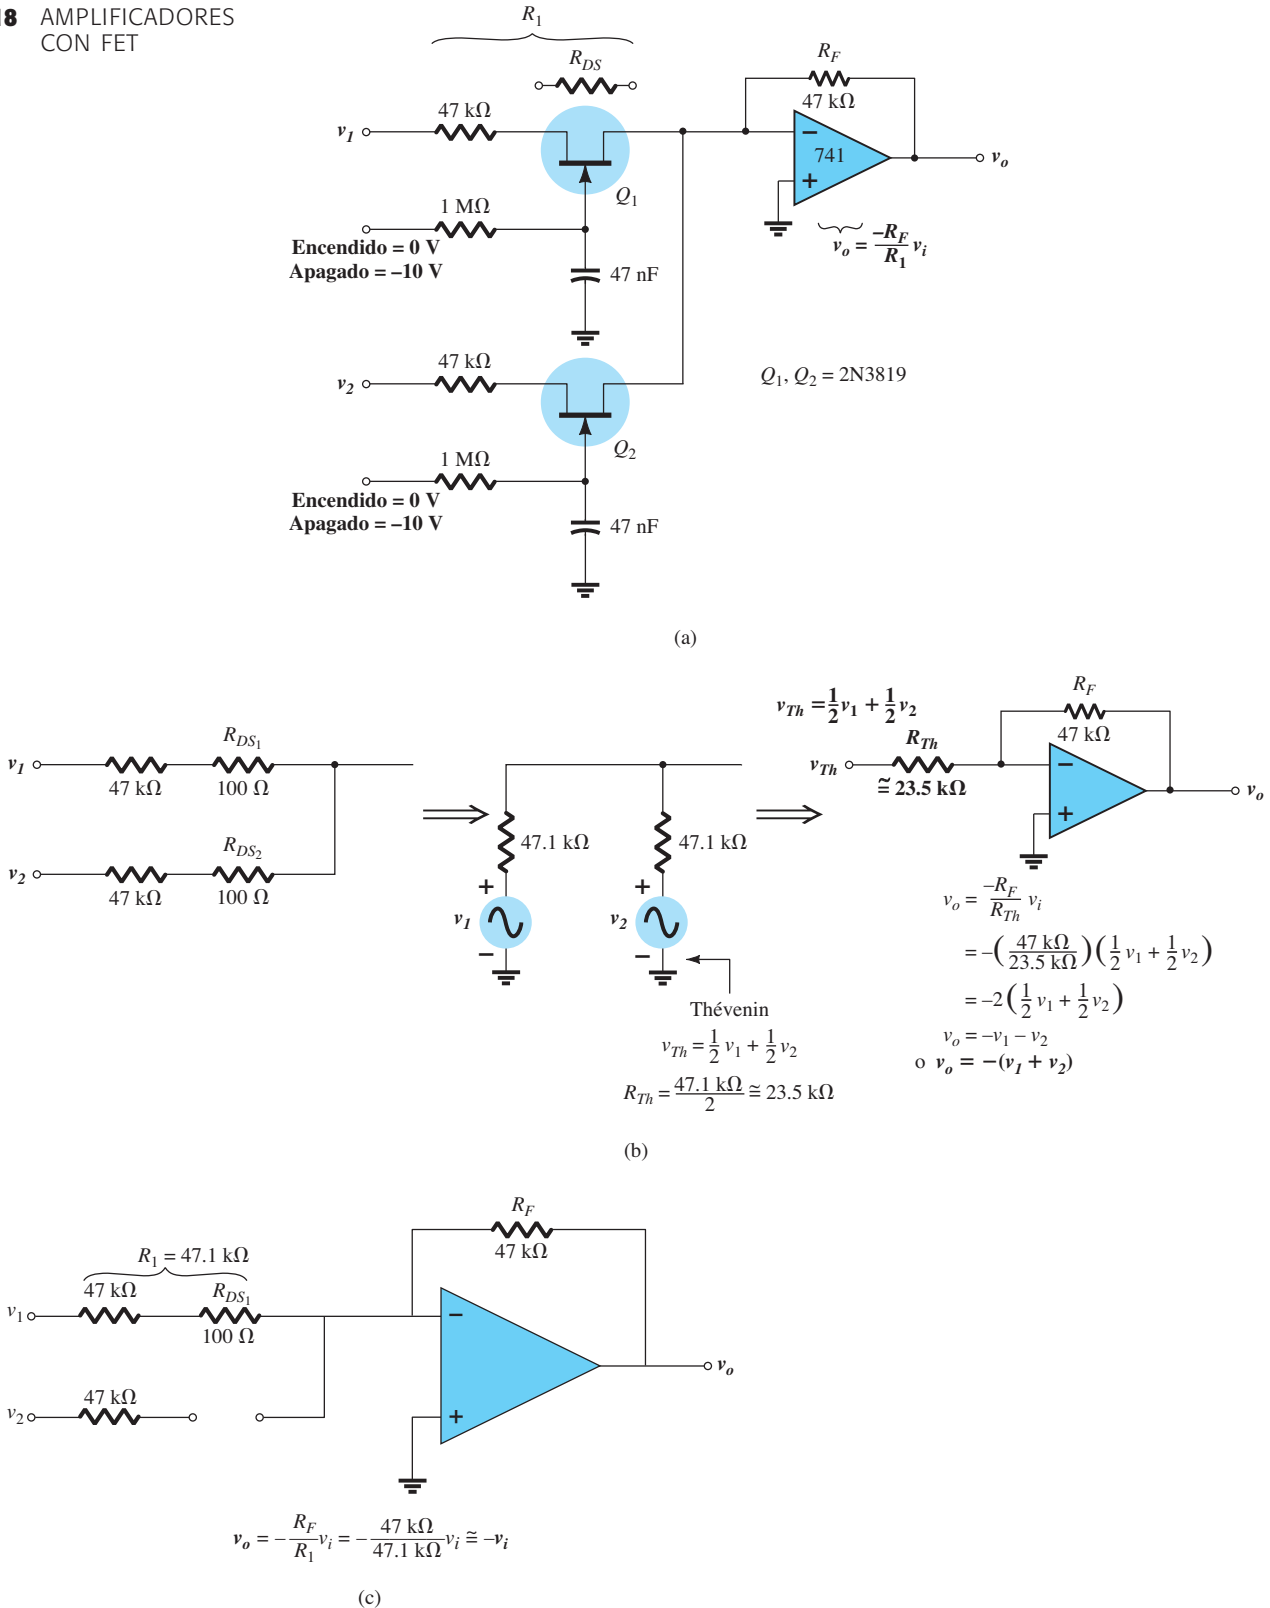 18 AMPLIFICADORES
CON FET
R1
RDS
47 kΩ
v1
Q1
1 MΩ
Encendido = 0 V
Apagado = –10 V
47 nF
RF
47 kΩ
–
741
+
vo
vo = –RF/R1 vi
47 kΩ
v2
Q2
Q1, Q2 = 2N3819
1 MΩ
Encendido = 0 V
Apagado = –10 V
47 nF
(a)
v1
47 kΩ
RDS1
100 Ω
v2
47 kΩ
RDS2
100 Ω
47.1 kΩ
+
v1
–
47.1 kΩ
+
v2
–
Thévenin
vTh = 1/2 v1 + 1/2 v2
RTh = 47.1 kΩ/2 ≅ 23.5 kΩ
vTh = 1/2 v1 + 1/2 v2
RTh
vTh
≅ 23.5 kΩ
RF
47 kΩ
–
+
vo
vo = –RF/RTh vi
= –(47 kΩ/23.5 kΩ)(1/2 v1 + 1/2 v2)
= –2(1/2 v1 + 1/2 v2)
vo = –v1 – v2
o vo = –(v1 + v2)
(b)
R1 = 47.1 kΩ
v1
47 kΩ
RDS1
100 Ω
v2
47 kΩ
RF
47 kΩ
–
+
vo
vo = –RF/R1 vi = –47 kΩ/47.1 kΩ vi ≅ –vi
(c)